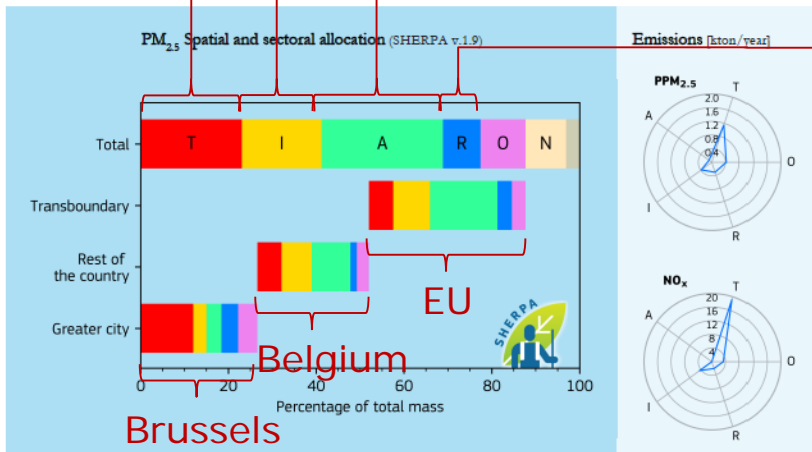 PM2.5 Spatial and sectoral allocation (SHERPA v.1.9)
Emissions [kton/year]
Total
T I A R O N
Transboundary
Rest of
the country
Greater city
EU
Belgium
Brussels
SHERPA
0 20 40 60 80 100
Percentage of total mass
PPM2.5
T
A
O
I
R
2.0
1.6
1.2
0.8
0.4
NOx
T
A
O
I
R
20
16
12
8
4